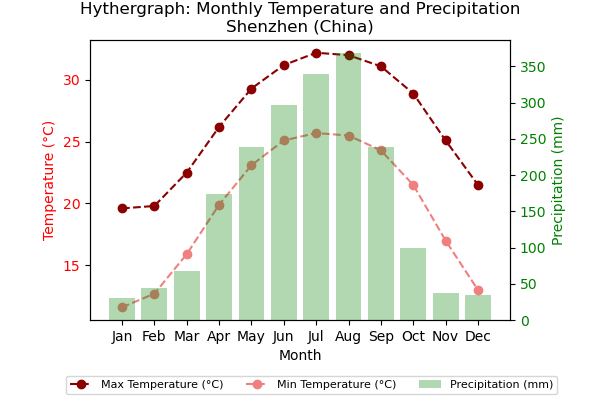 Hythergraph: Monthly Temperature and Precipitation
Shenzhen (China)
Temperature (°C)
30
25
20
15
Precipitation (mm)
350
300
250
200
150
100
50
0
Jan Feb Mar Apr May Jun Jul Aug Sep Oct Nov Dec
Month
Max Temperature (°C) Min Temperature (°C) Precipitation (mm)